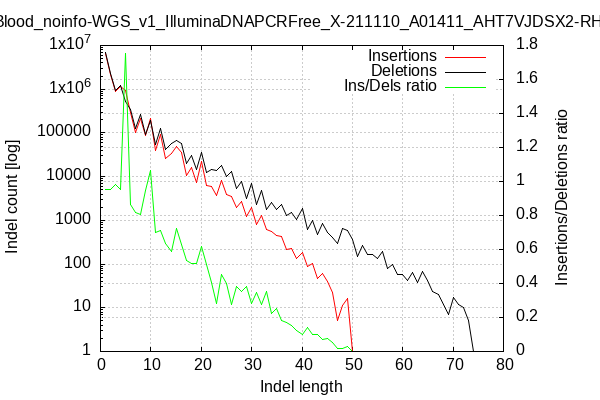 Blood_noinfo-WGS_v1_IlluminaDNAPCRFree_X-211110_A01411_AHT7VJDSX2-RH
Insertions
Deletions
Ins/Dels ratio
Indel count [log]
1x10^7
1x10^6
100000
10000
1000
100
10
1
1.8
1.6
1.4
1.2
1
0.8
0.6
0.4
0.2
0
Insertions/Deletions ratio
0 10 20 30 40 50 60 70 80
Indel length